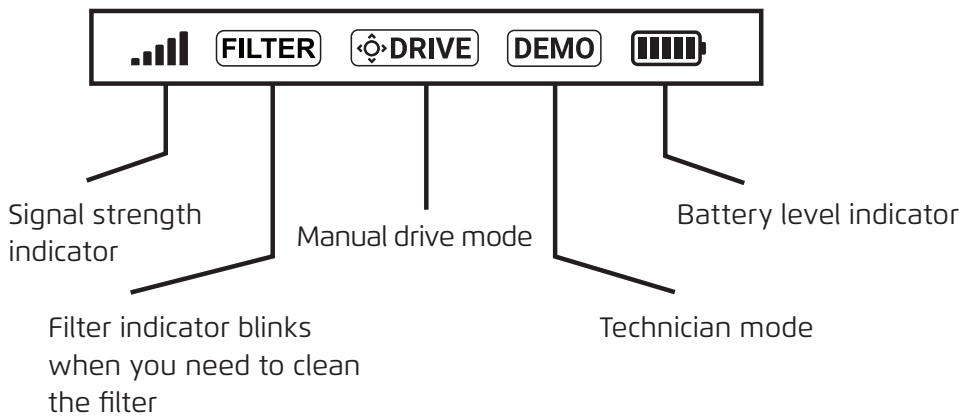 FILTER DRIVE DEMO
Signal strength
indicator
Manual drive mode
Battery level indicator
Filter indicator blinks
when you need to clean
the filter
Technician mode